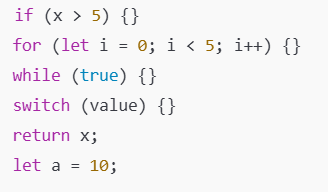 if (x > 5) {}
for (let i = 0; i < 5; i++) {}
while (true) {}
switch (value) {}
return x;
let a = 10;